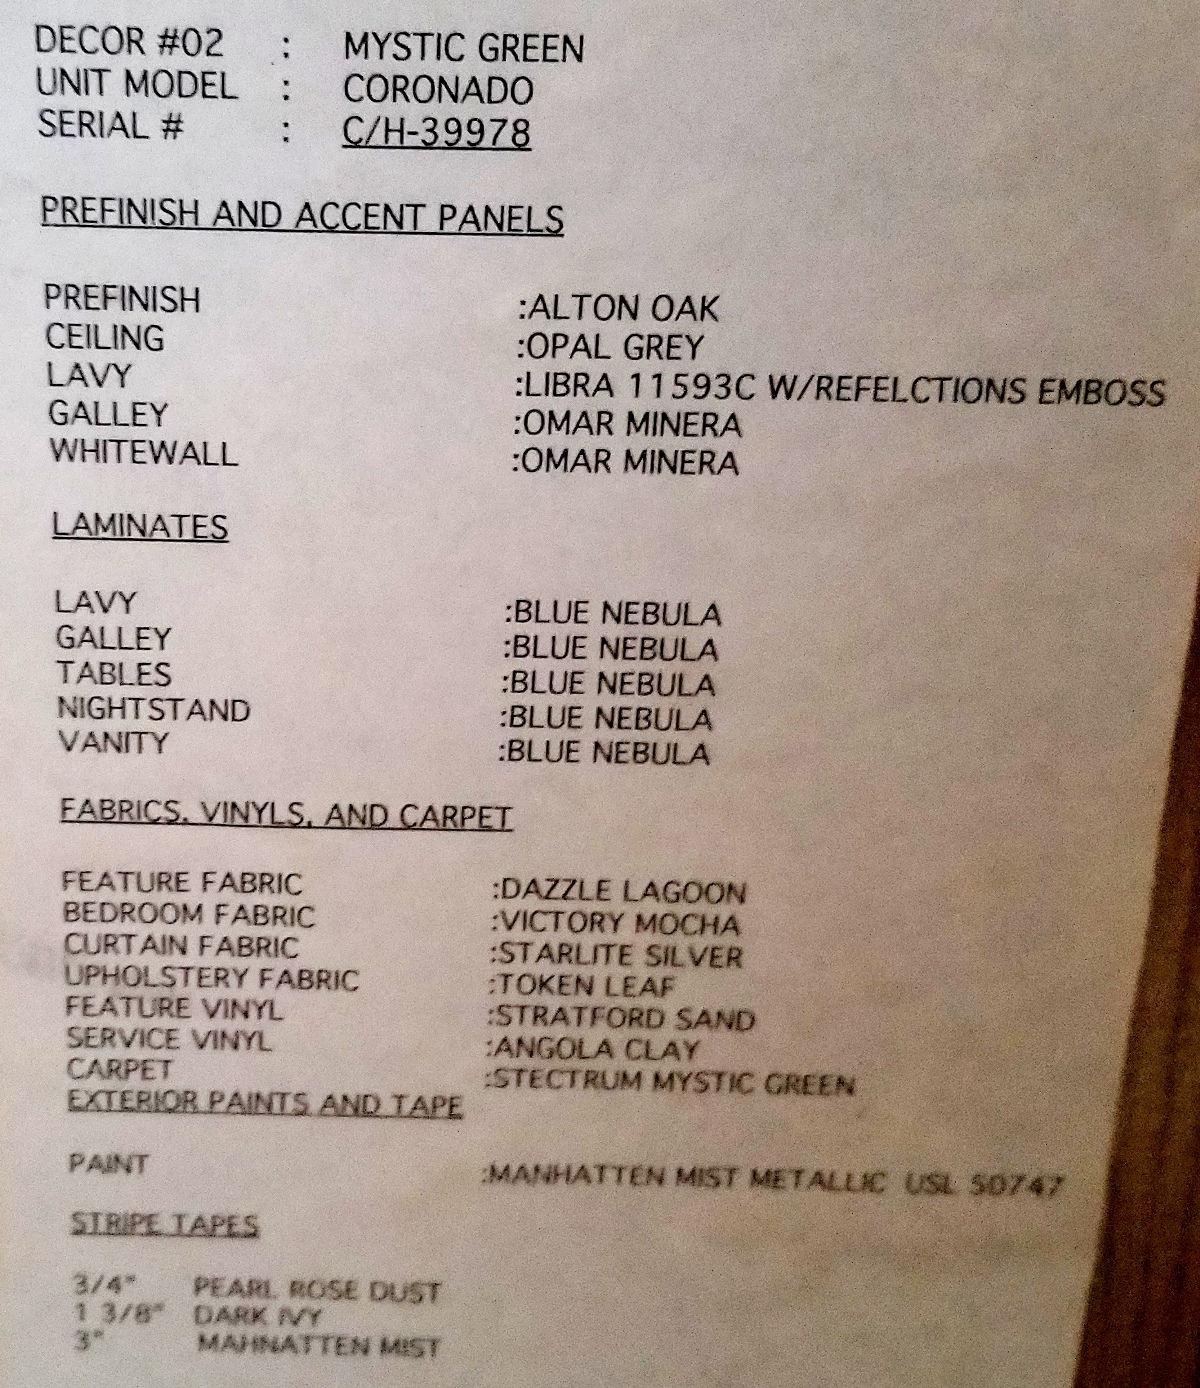 DECOR #02 : MYSTIC GREEN
UNIT MODEL : CORONADO
SERIAL # : C/H-39978
PREFINISH AND ACCENT PANELS
PREFINISH :ALTON OAK
CEILING :OPAL GREY
LAVY :LIBRA 11593C W/REFELCTIONS EMBOSS
GALLEY :OMAR MINERA
WHITEWALL :OMAR MINERA
LAMINATES
LAVY :BLUE NEBULA
GALLEY :BLUE NEBULA
TABLES :BLUE NEBULA
NIGHTSTAND :BLUE NEBULA
VANITY :BLUE NEBULA
FABRICS, VINYLS, AND CARPET
FEATURE FABRIC :DAZZLE LAGOON
BEDROOM FABRIC :VICTORY MOCHA
CURTAIN FABRIC :STARLITE SILVER
UPHOLSTERY FABRIC :TOKEN LEAF
FEATURE VINYL :STRATFORD SAND
SERVICE VINYL :ANGOLA CLAY
CARPET :STECTRUM MYSTIC GREEN
EXTERIOR PAINTS AND TAPE
PAINT :MANHATTEN MIST METALLIC USL 50747
STRIPE TAPES
3/4" PEARL ROSE DUST
1 3/8" DARK IVY
3" MAHNATTEN MIST